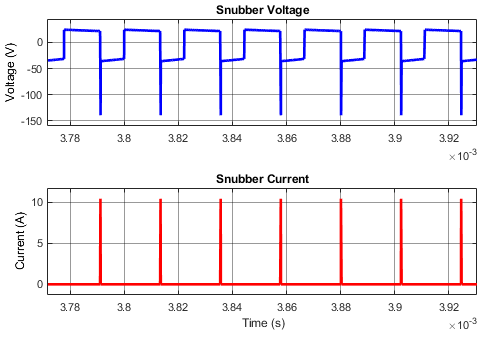 Snubber Voltage
Voltage (V)
0
-50
-100
-150
3.78 3.8 3.82 3.84 3.86 3.88 3.9 3.92
×10-3
Snubber Current
Current (A)
10
5
0
3.78 3.8 3.82 3.84 3.86 3.88 3.9 3.92
×10-3
Time (s)